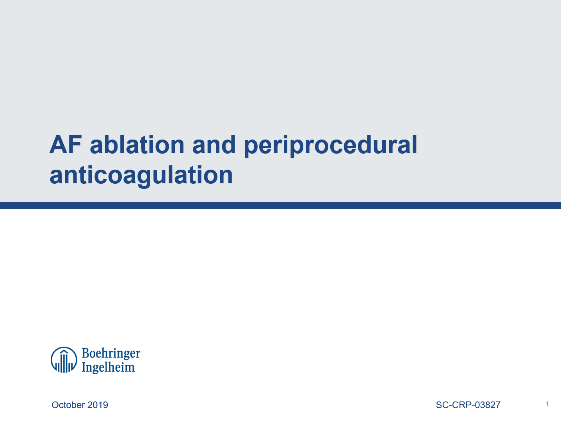 AF ablation and periprocedural
anticoagulation
Boehringer
Ingelheim
October 2019
SC-CRP-03827
1